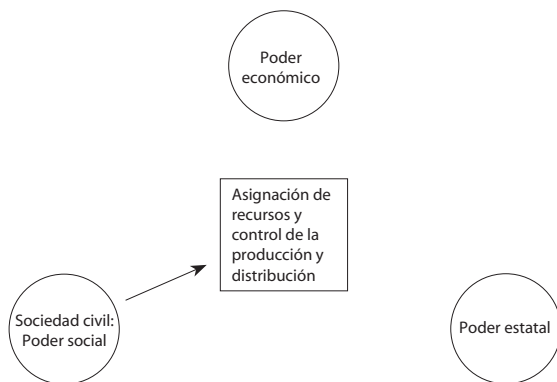 Poder
económico
Asignación de
recursos y
control de la
producción y
distribución
Sociedad civil:
Poder social
Poder estatal